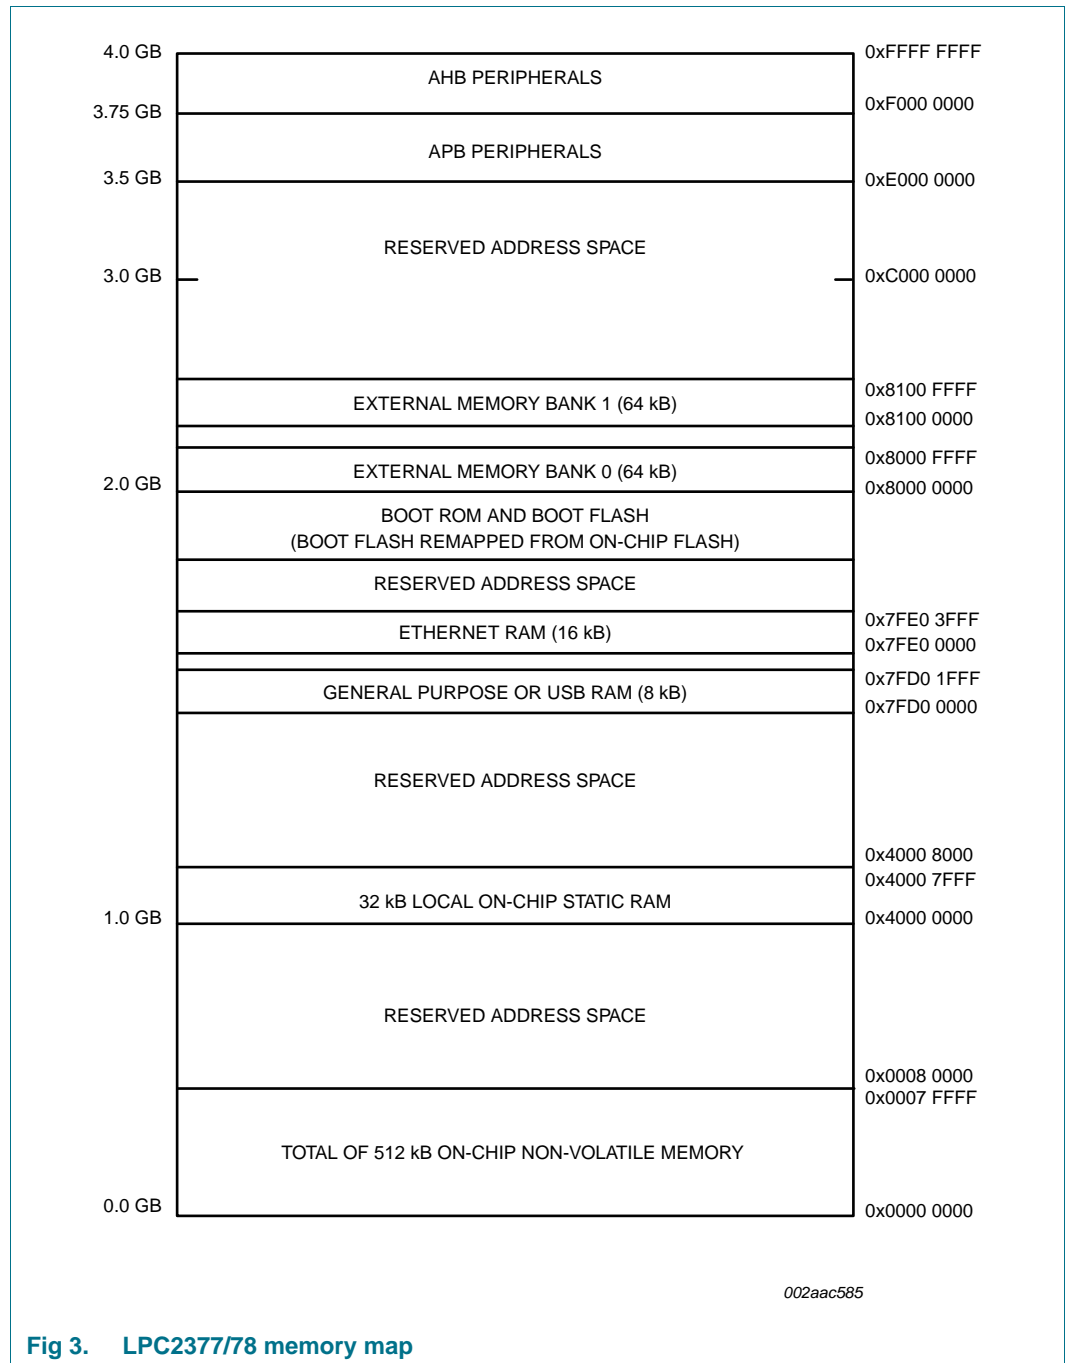 4.0 GB
0xFFFF FFFF
AHB PERIPHERALS
3.75 GB
0xF000 0000
APB PERIPHERALS
3.5 GB
0xE000 0000
RESERVED ADDRESS SPACE
3.0 GB
0xC000 0000
0x8100 FFFF
EXTERNAL MEMORY BANK 1 (64 kB)
0x8100 0000
0x8000 FFFF
EXTERNAL MEMORY BANK 0 (64 kB)
2.0 GB
0x8000 0000
BOOT ROM AND BOOT FLASH
(BOOT FLASH REMAPPED FROM ON-CHIP FLASH)
RESERVED ADDRESS SPACE
0x7FE0 3FFF
ETHERNET RAM (16 kB)
0x7FE0 0000
0x7FD0 1FFF
GENERAL PURPOSE OR USB RAM (8 kB)
0x7FD0 0000
RESERVED ADDRESS SPACE
0x4000 8000
0x4000 7FFF
32 kB LOCAL ON-CHIP STATIC RAM
1.0 GB
0x4000 0000
RESERVED ADDRESS SPACE
0x0008 0000
0x0007 FFFF
TOTAL OF 512 kB ON-CHIP NON-VOLATILE MEMORY
0.0 GB
0x0000 0000
002aac585
Fig 3. LPC2377/78 memory map